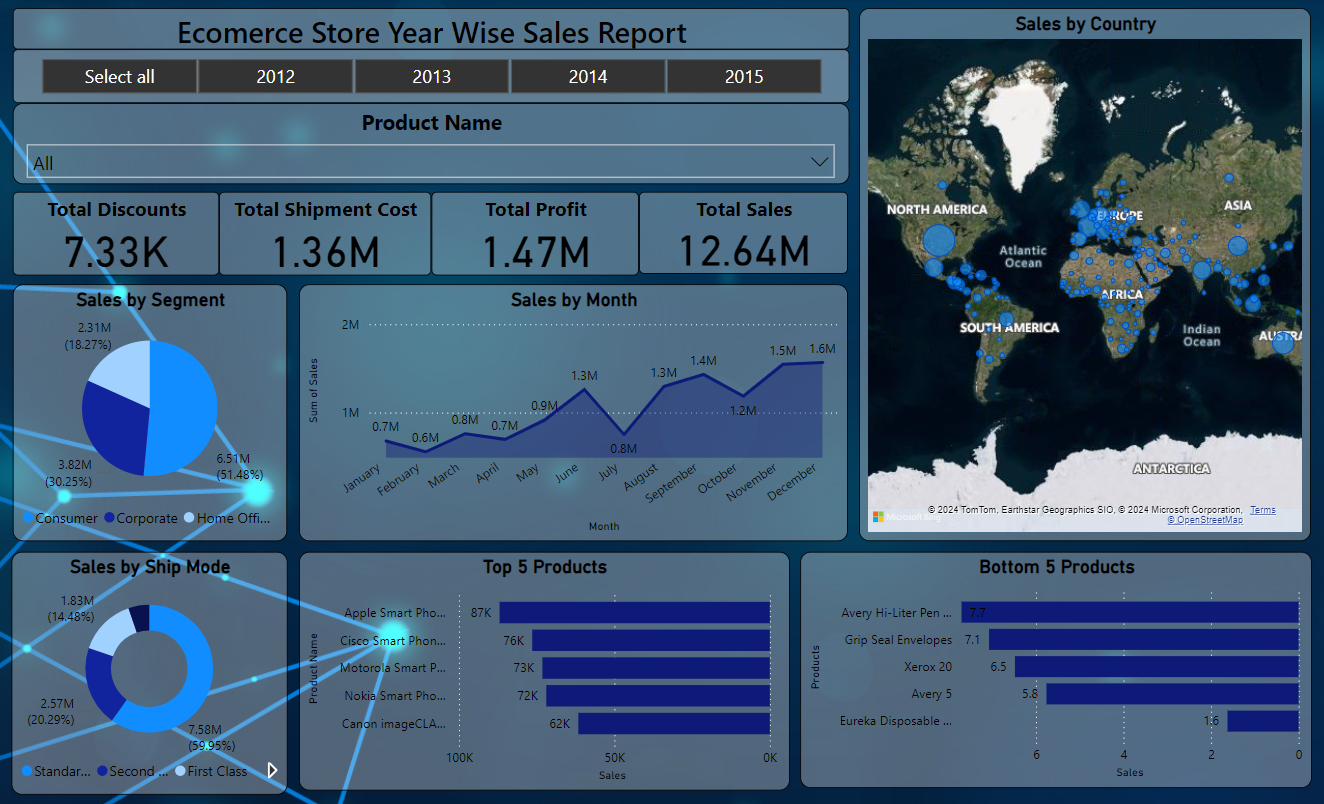 Ecomerce Store Year Wise Sales Report
Select all
2012
2013
2014
2015
Product Name
All
Total Discounts
7.33K
Total Shipment Cost
1.36M
Total Profit
1.47M
Total Sales
12.64M
Sales by Country
NORTH AMERICA
EUROPE
ASIA
Atlantic
Ocean
AFRICA
SOUTH AMERICA
Indian
Ocean
AUSTRA
ANTARCTICA
Microsoft Bing
© 2024 TomTom, Earthstar Geographics SIO, © 2024 Microsoft Corporation, Terms
© OpenStreetMap
Sales by Segment
2.31M
(18.27%)
3.82M
(30.25%)
6.51M
(51.48%)
Consumer
Corporate
Home Offi...
Sales by Month
Sum of Sales
2M
1M
0.7M
0.6M
0.8M
0.7M
0.9M
1.3M
0.8M
1.3M
1.4M
1.2M
1.5M
1.6M
January
February
March
April
May
June
July
August
September
October
November
December
Month
Sales by Ship Mode
1.83M
(14.48%)
2.57M
(20.29%)
7.58M
(59.95%)
Standar...
Second ...
First Class
Top 5 Products
Product Name
Apple Smart Pho... 87K
Cisco Smart Phon... 76K
Motorola Smart P... 73K
Nokia Smart Pho... 72K
Canon imageCLA... 62K
100K 50K 0K
Sales
Bottom 5 Products
Products
Avery Hi-Liter Pen ... 7.7
Grip Seal Envelopes 7.1
Xerox 20 6.5
Avery 5 5.8
Eureka Disposable ... 1.6
6 4 2 0
Sales